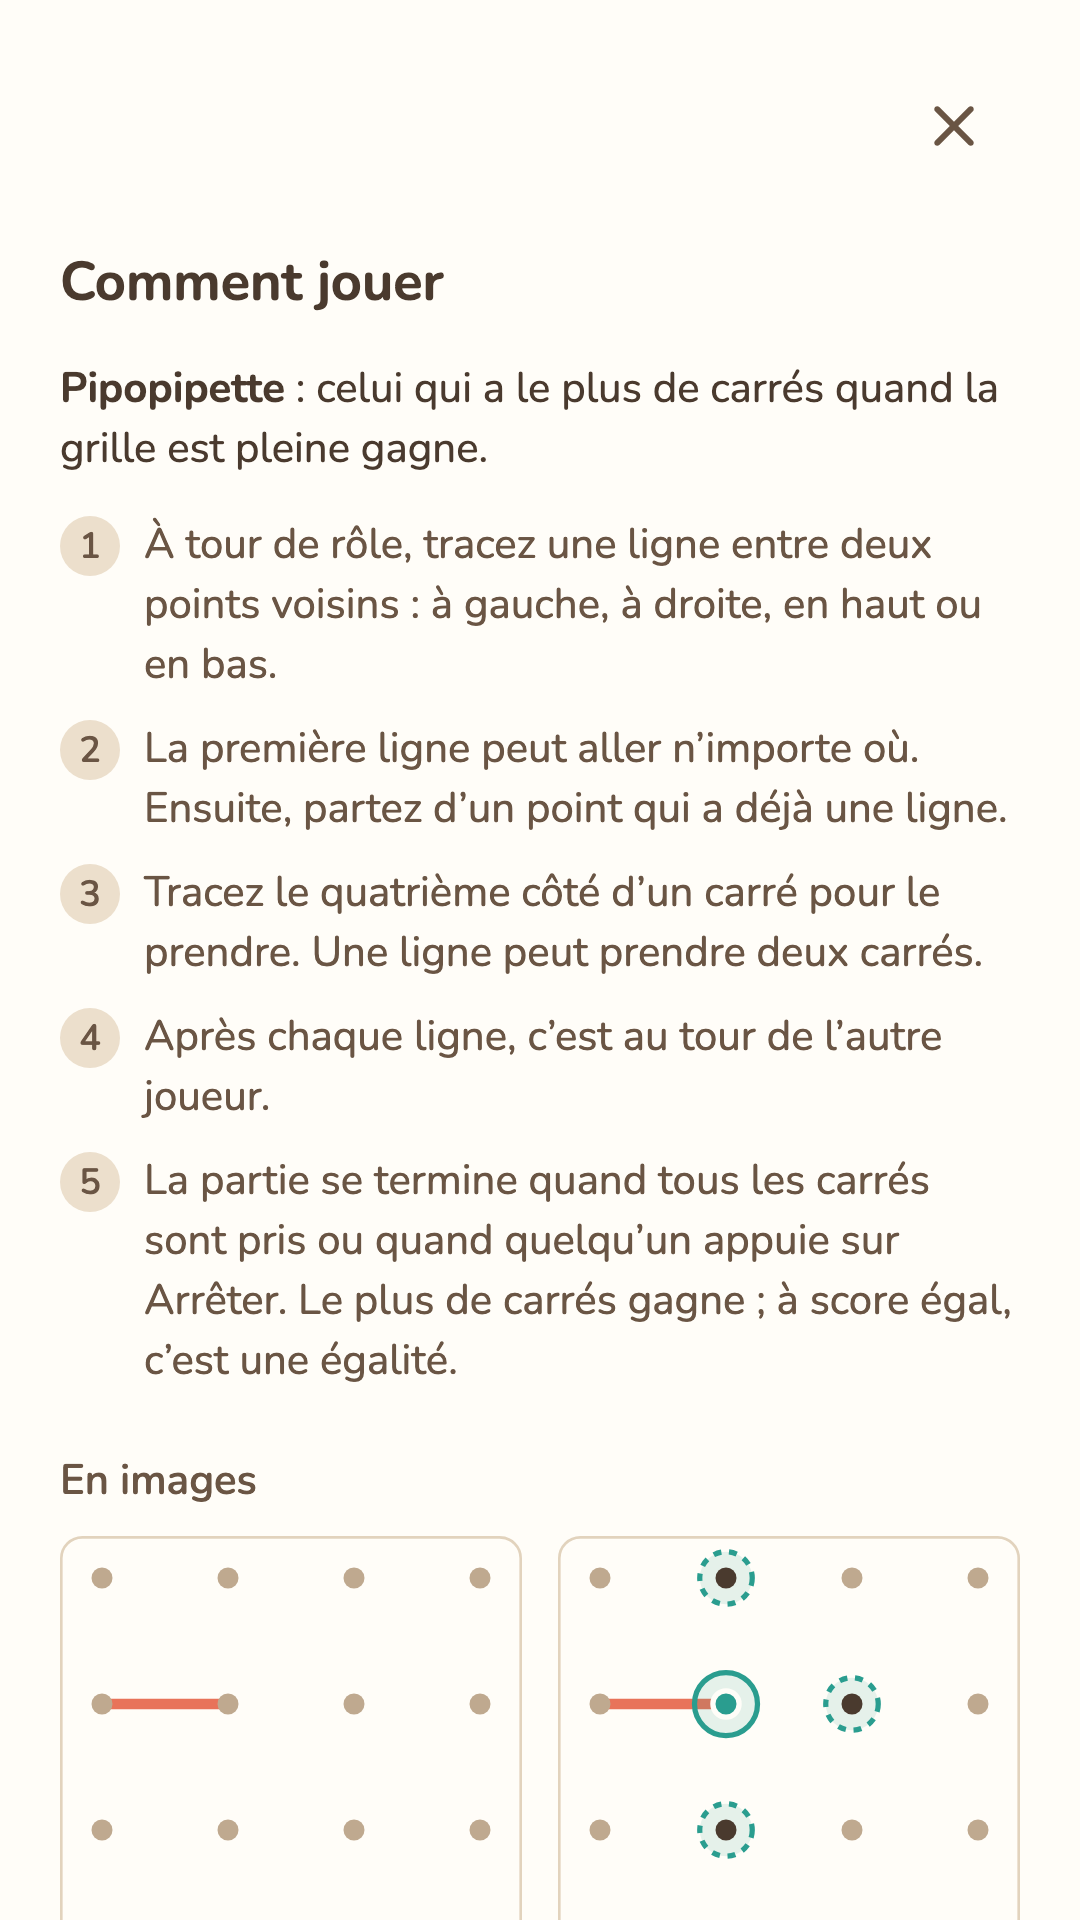 Comment jouer
Pipopipette : celui qui a le plus de carrés quand la
grille est pleine gagne.
1 À tour de rôle, tracez une ligne entre deux
points voisins : à gauche, à droite, en haut ou
en bas.
2 La première ligne peut aller n’importe où.
Ensuite, partez d’un point qui a déjà une ligne.
3 Tracez le quatrième côté d’un carré pour le
prendre. Une ligne peut prendre deux carrés.
4 Après chaque ligne, c’est au tour de l’autre
joueur.
5 La partie se termine quand tous les carrés
sont pris ou quand quelqu’un appuie sur
Arrêter. Le plus de carrés gagne ; à score égal,
c’est une égalité.
En images